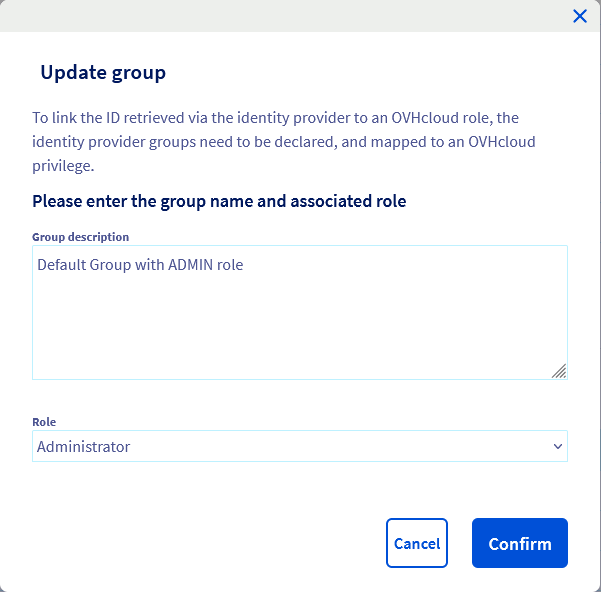 Update group
To link the ID retrieved via the identity provider to an OVHcloud role, the
identity provider groups need to be declared, and mapped to an OVHcloud
privilege.
Please enter the group name and associated role
Group description
Default Group with ADMIN role
Role
Administrator
Cancel
Confirm